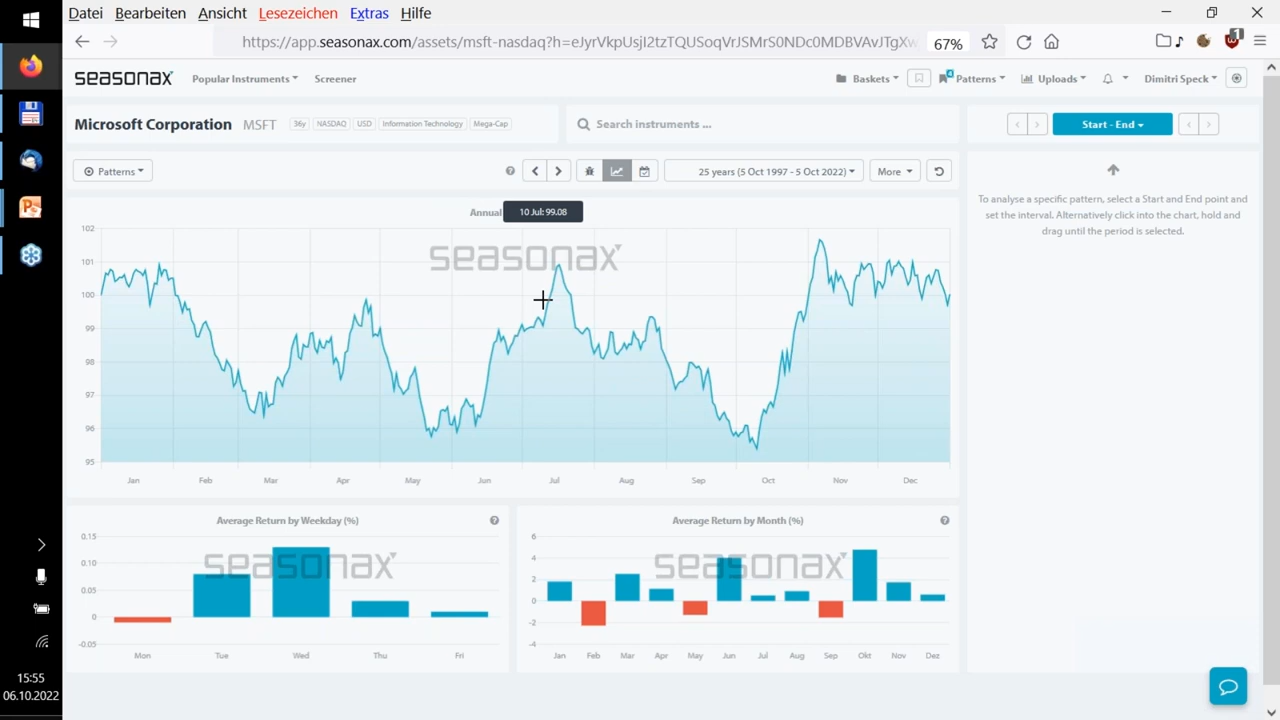 Datei Bearbeiten Ansicht Lesezeichen Extras Hilfe
https://app.seasonax.com/assets/msft-nasdaq?h=eJyrVkpUsjI2tzTQUSoqVrJSMrS0NDc0MDBVAvJTgXw 67%
seasonax Popular Instruments Screener Baskets 4 Patterns Uploads Dimitri Speck
Microsoft Corporation MSFT 36y NASDAQ USD Information Technology Mega-Cap Search instruments ... Start - End
Patterns 25 years (5 Oct 1997 - 5 Oct 2022) More
To analyse a specific pattern, select a Start and End point and
set the interval. Alternatively click into the chart, hold and
drag until the period is selected.
Annual 10 Jul: 99.08
seasonax
102
101
100
99
98
97
96
95
Jan Feb Mar Apr May Jun Jul Aug Sep Oct Nov Dec
Average Return by Weekday (%)
seasonax
0.15
0.10
0.05
0
-0.05
Mon Tue Wed Thu Fri
Average Return by Month (%)
seasonax
6
4
2
0
-2
-4
Jan Feb Mar Apr May Jun Jul Aug Sep Okt Nov Dez
1
15:55
06.10.2022